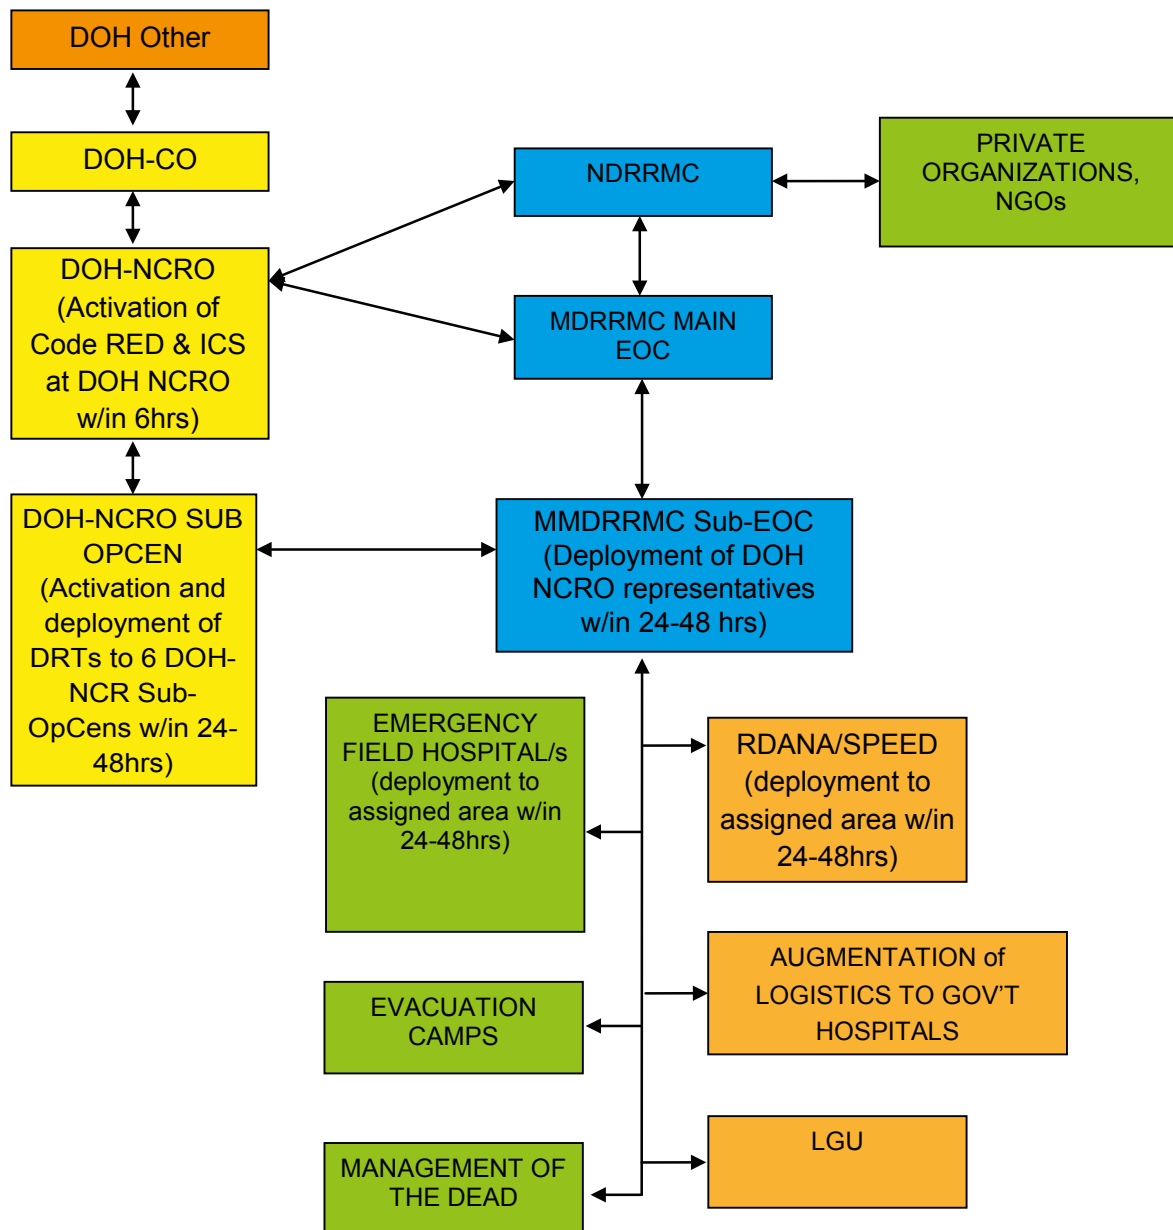 DOH Other
DOH-CO
DOH-NCRO
(Activation of
Code RED & ICS
at DOH NCRO
w/in 6hrs)
DOH-NCRO SUB
OPCEN
(Activation and
deployment of
DRTs to 6 DOH-
NCR Sub-
OpCens w/in 24-
48hrs)
NDRRMC
PRIVATE
ORGANIZATIONS,
NGOs
MDRRMC MAIN
EOC
MMDRRMC Sub-EOC
(Deployment of DOH
NCRO representatives
w/in 24-48 hrs)
EMERGENCY
FIELD HOSPITAL/s
(deployment to
assigned area w/in
24-48hrs)
RDANA/SPEED
(deployment to
assigned area w/in
24-48hrs)
EVACUATION
CAMPS
AUGMENTATION of
LOGISTICS TO GOV'T
HOSPITALS
MANAGEMENT OF
THE DEAD
LGU